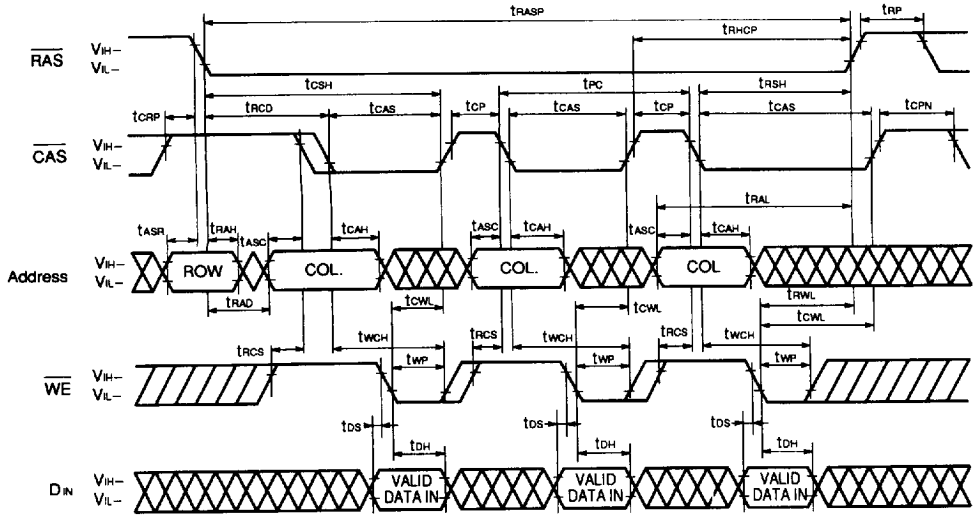 tRASP
tRP
tRHCP
RAS
VIH–
VIL–
tCSH
tPC
tRSH
tCRP
tRCD
tCAS
tCP
tCAS
tCP
tCAS
tCPN
CAS
VIH–
VIL–
tRAL
tASR
tRAH
tASC
tCAH
tASC
tCAH
tASC
tCAH
Address
VIH–
VIL–
ROW
COL.
COL.
COL
tRAD
tCWL
tCWL
tRWL
tCWL
tRCS
tWCH
tRCS
tWCH
tRCS
tWCH
tWP
tWP
tWP
WE
VIH–
VIL–
tDS
tDH
tDS
tDH
tDS
tDH
DIN
VIH–
VIL–
VALID
DATA IN
VALID
DATA IN
VALID
DATA IN